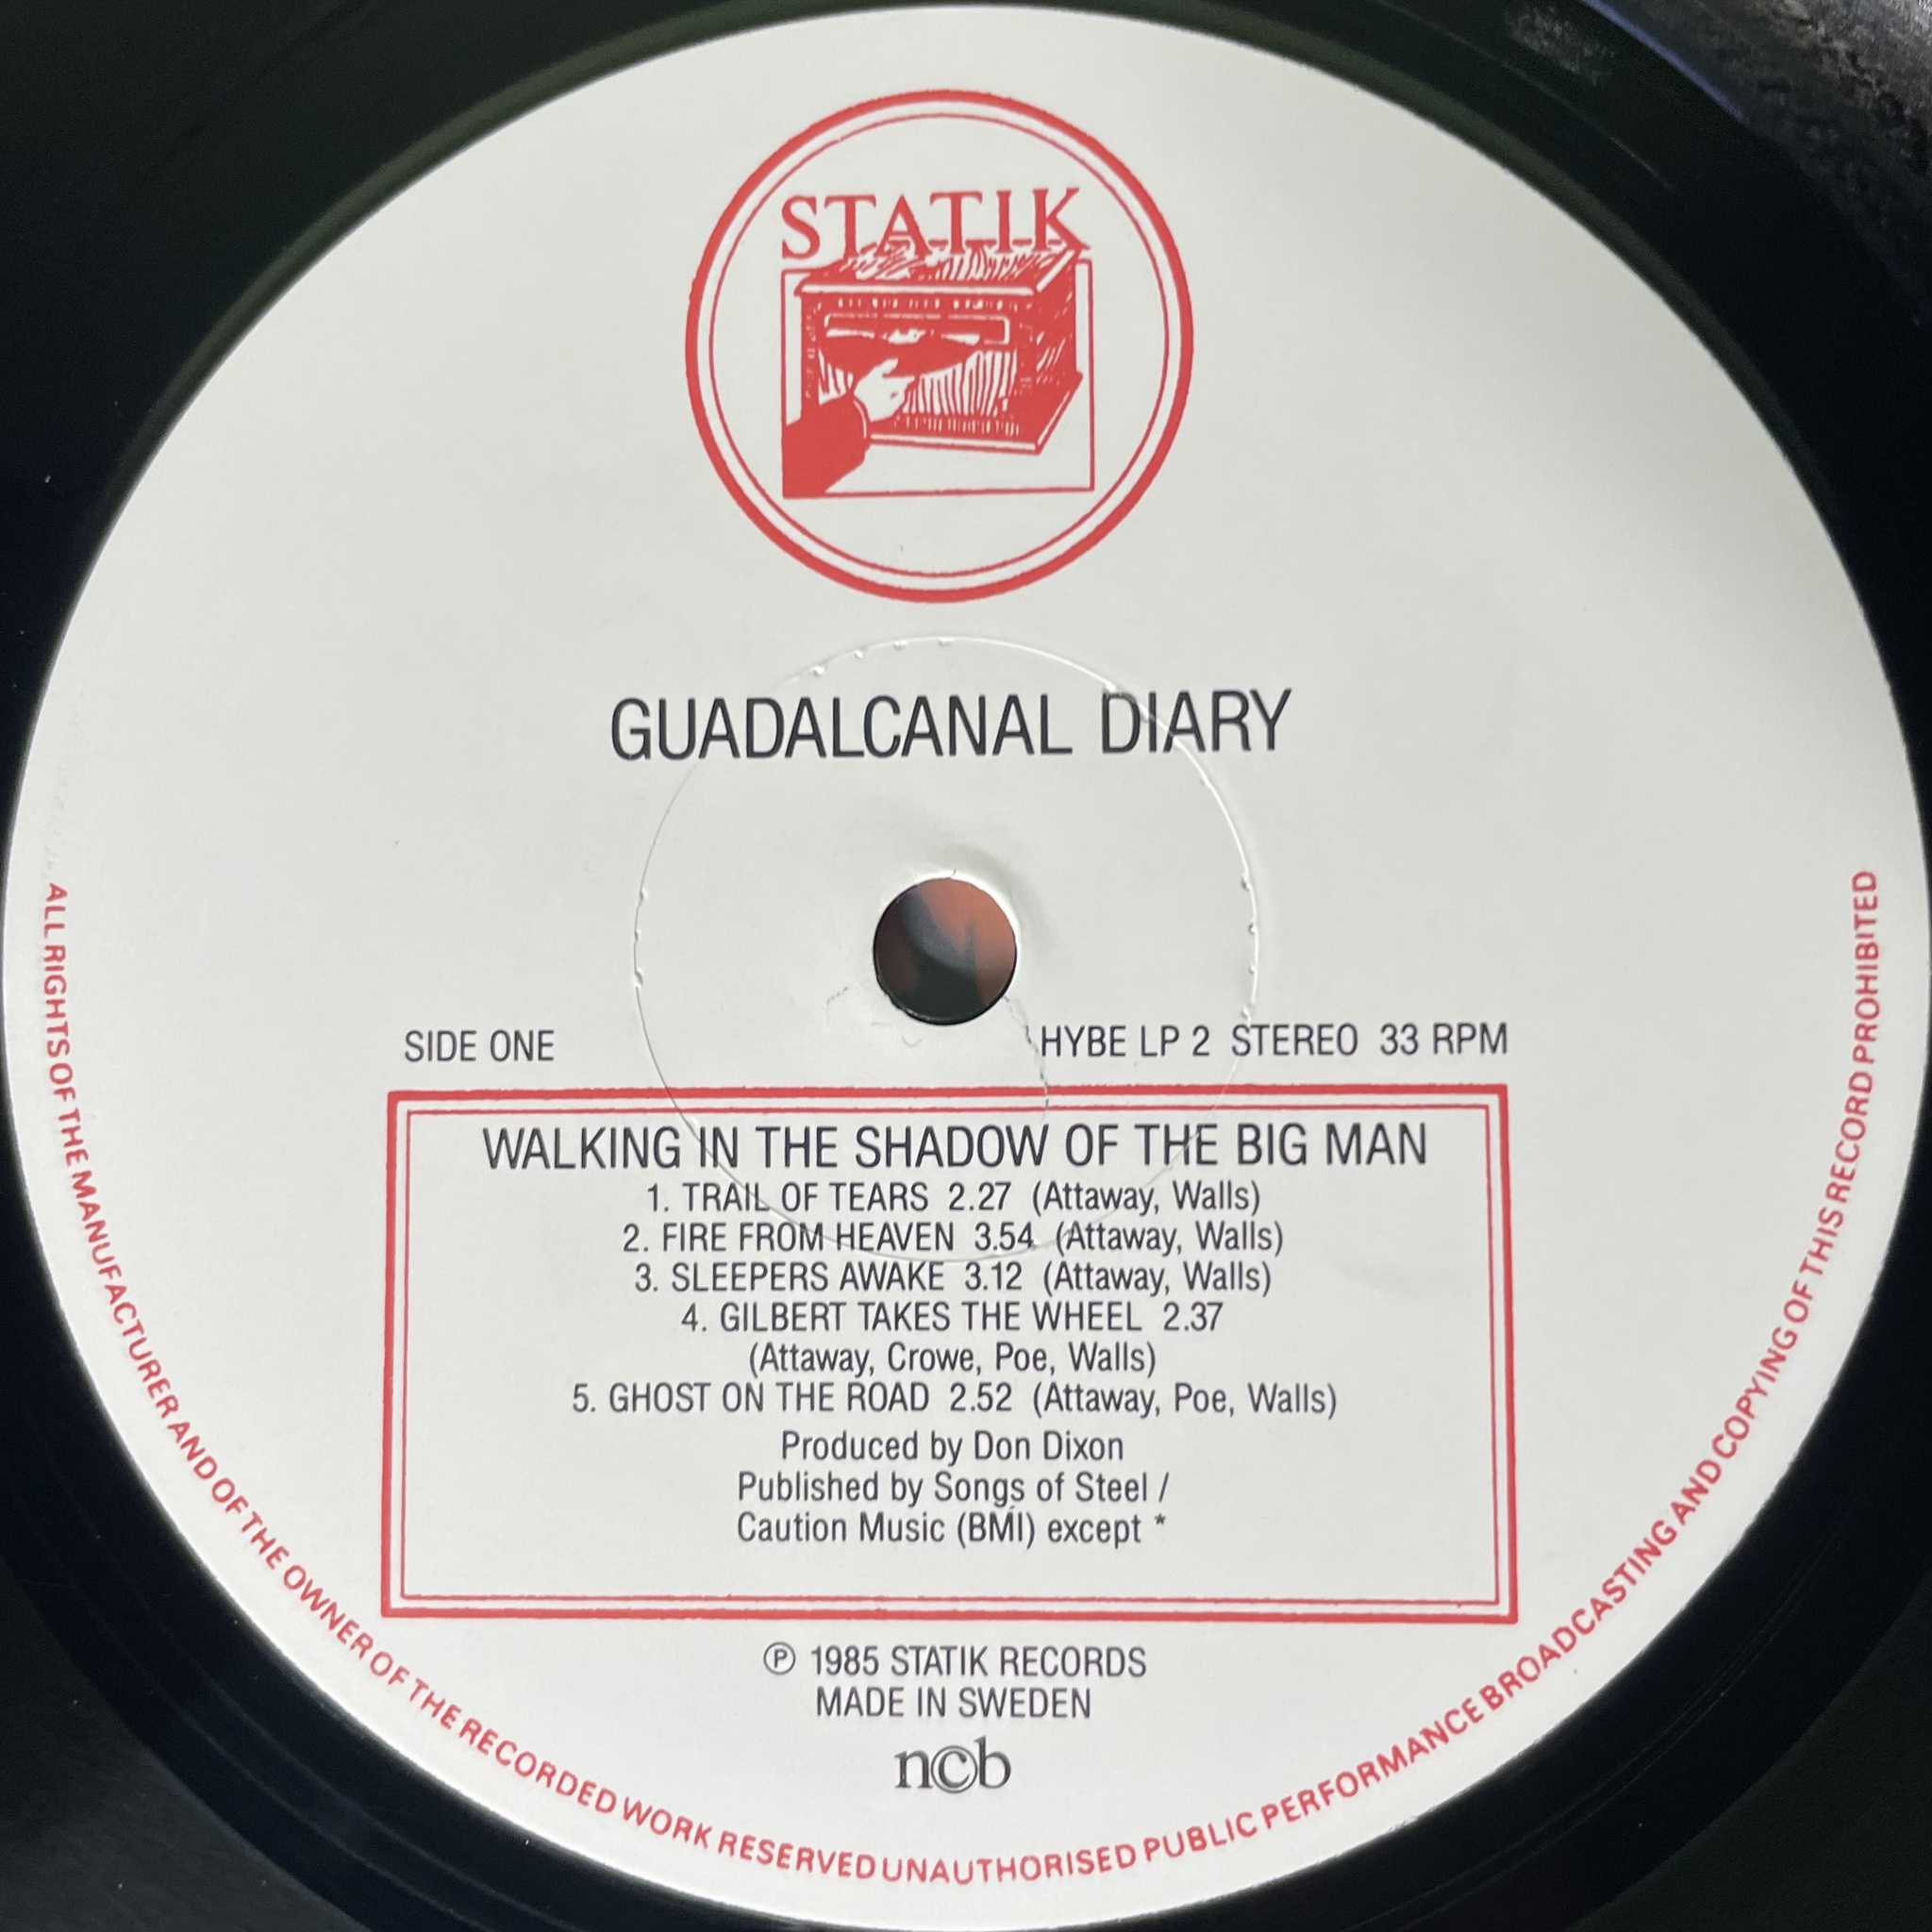 STATIK
GUADALCANAL DIARY
SIDE ONE
HYBE LP 2 STEREO 33 RPM
WALKING IN THE SHADOW OF THE BIG MAN
1. TRAIL OF TEARS 2.27 (Attaway, Walls)
2. FIRE FROM HEAVEN 3.54 (Attaway, Walls)
3. SLEEPERS AWAKE 3.12 (Attaway, Walls)
4. GILBERT TAKES THE WHEEL 2.37
(Attaway, Crowe, Poe, Walls)
5. GHOST ON THE ROAD 2.52 (Attaway, Poe, Walls)
Produced by Don Dixon
Published by Songs of Steel /
Caution Music (BMI) except *
℗ 1985 STATIK RECORDS
MADE IN SWEDEN
n©b
ALL RIGHTS OF THE MANUFACTURER AND OF THE OWNER OF THE RECORDED WORK RESERVED UNAUTHORISED PUBLIC PERFORMANCE BROADCASTING AND COPYING OF THIS RECORD PROHIBITED